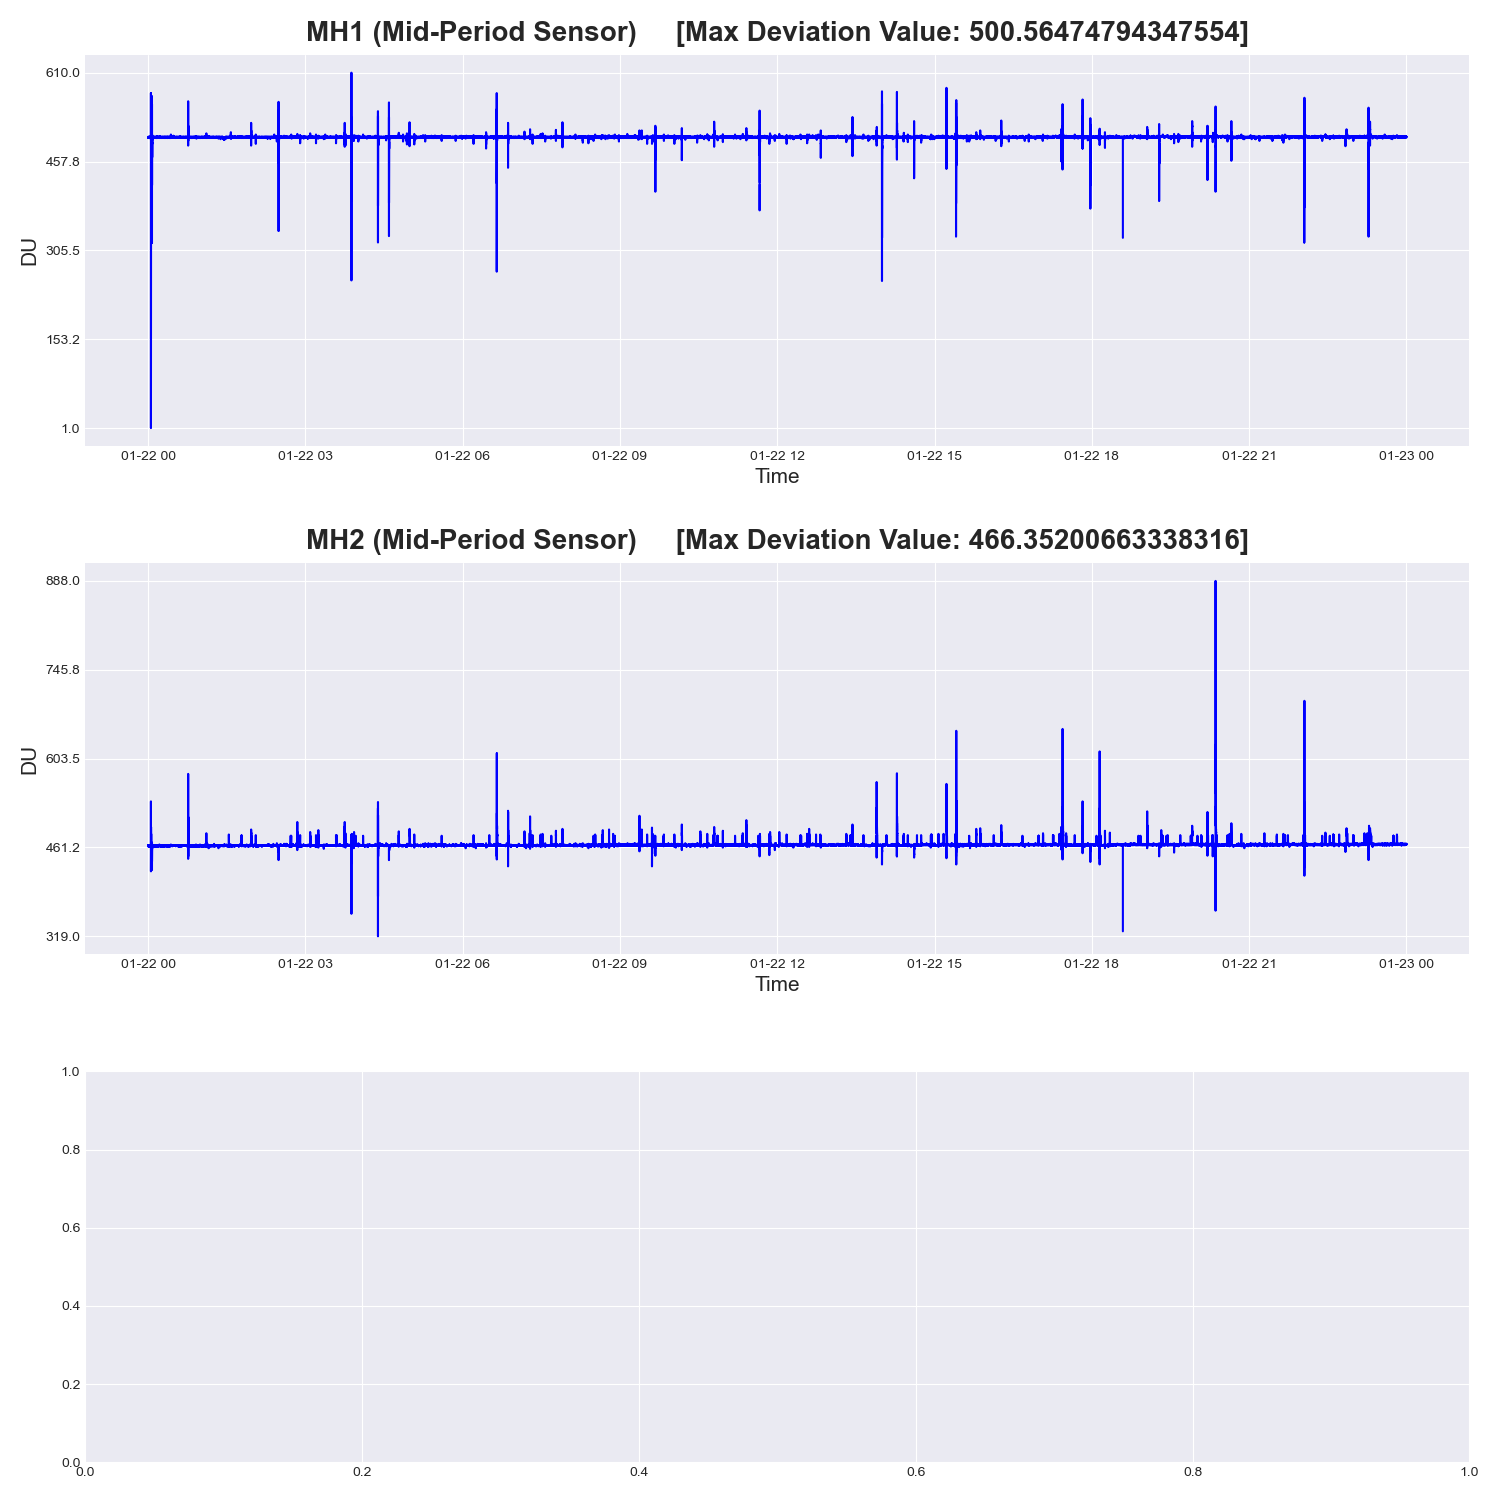 MH1 (Mid-Period Sensor) [Max Deviation Value: 500.56474794347554]
610.0
457.8
305.5
153.2
1.0
DU
01-22 00 01-22 03 01-22 06 01-22 09 01-22 12 01-22 15 01-22 18 01-22 21 01-23 00
Time
MH2 (Mid-Period Sensor) [Max Deviation Value: 466.35200663338316]
888.0
745.8
603.5
461.2
319.0
DU
01-22 00 01-22 03 01-22 06 01-22 09 01-22 12 01-22 15 01-22 18 01-22 21 01-23 00
Time
1.0
0.8
0.6
0.4
0.2
0.0
0.0 0.2 0.4 0.6 0.8 1.0